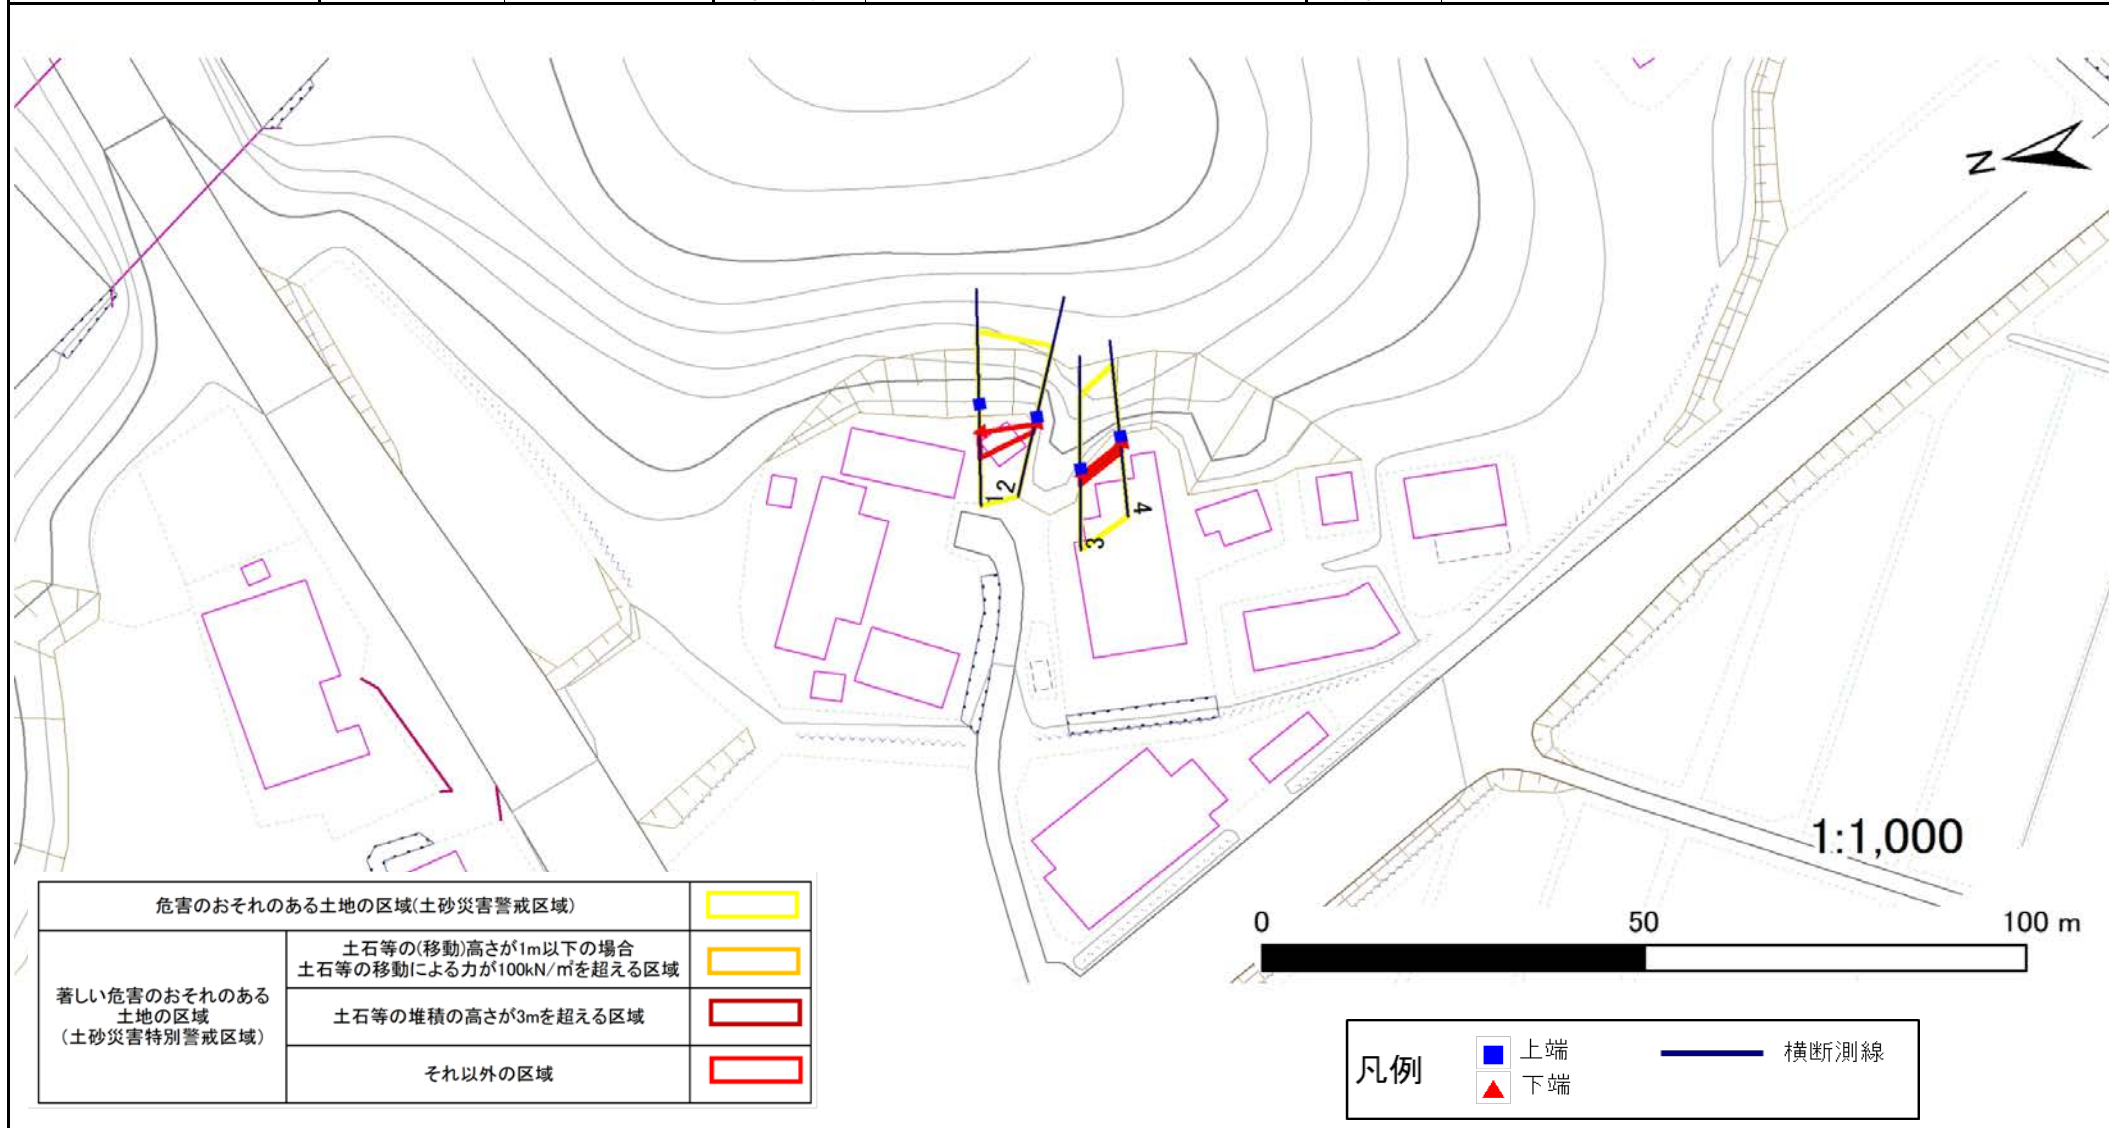 N
1
2
3
4
1:1,000
0 50 100 m
危害のおそれのある土地の区域(土砂災害警戒区域)
著しい危害のおそれのある
土地の区域
(土砂災害特別警戒区域)
土石等の(移動)高さが1m以下の場合
土石等の移動による力が100kN/㎡を超える区域
土石等の堆積の高さが3mを超える区域
それ以外の区域
凡例
上端
下端
横断測線